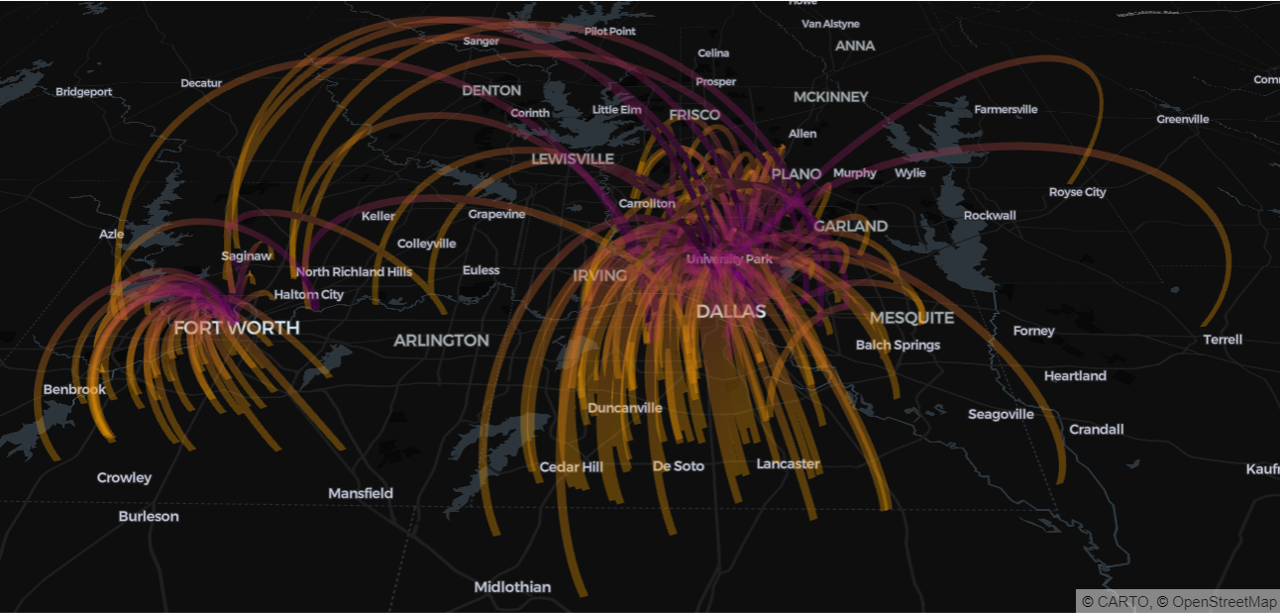 Howe
Van Alstyne
Pilot Point
Sanger
ANNA
Celina
Decatur
Prosper
Bridgeport
DENTON
MCKINNEY
Little Elm
Corinth
FRISCO
Farmersville
Greenville
Allen
LEWISVILLE
PLANO
Murphy
Wylie
Royse City
Carrollton
Keller
Grapevine
Rockwall
GARLAND
Azle
Colleyville
Saginaw
University Park
North Richland Hills
Euless
IRVING
Haltom City
DALLAS
MESQUITE
FORT WORTH
Forney
ARLINGTON
Balch Springs
Terrell
Heartland
Benbrook
Duncanville
Seagoville
Crandall
Cedar Hill
De Soto
Lancaster
Crowley
Mansfield
Burleson
Midlothian
© CARTO, © OpenStreetMap